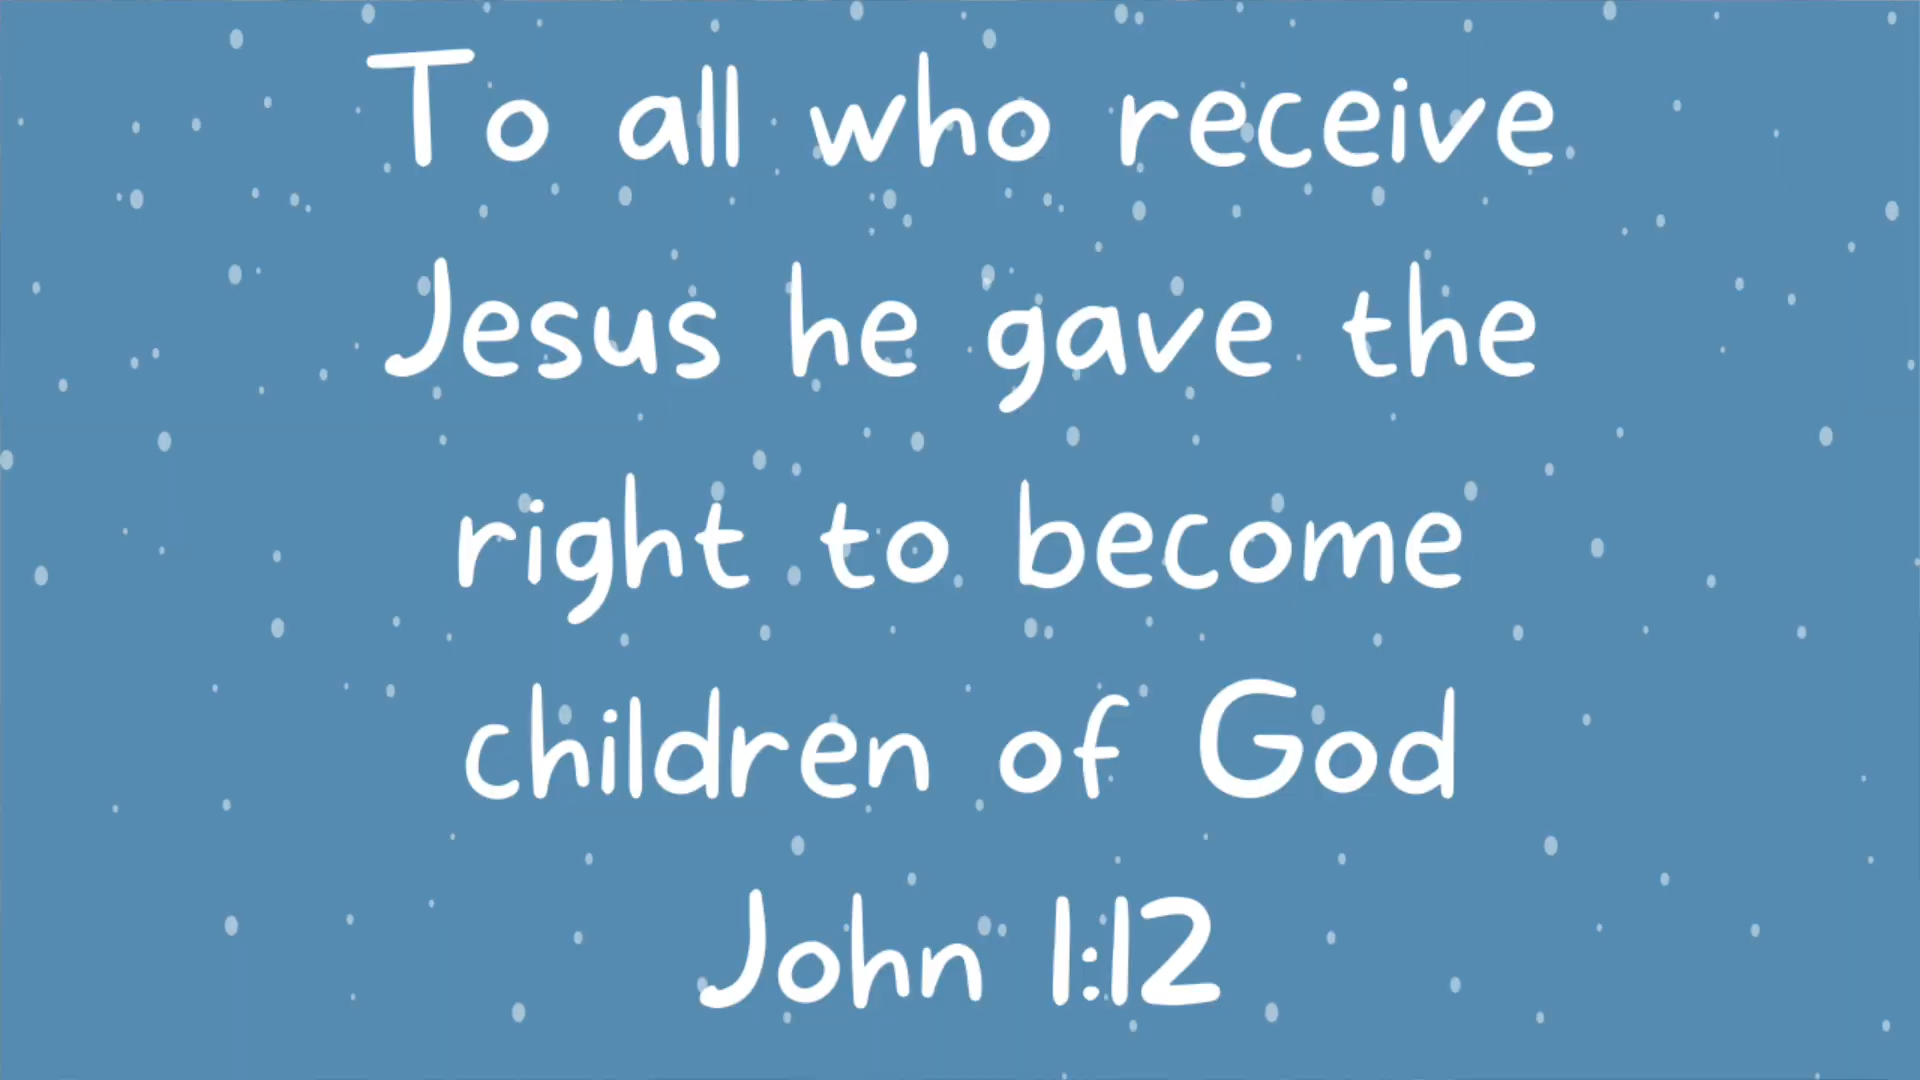 To all who receive
Jesus he gave the
right to become
children of God
John 1:12